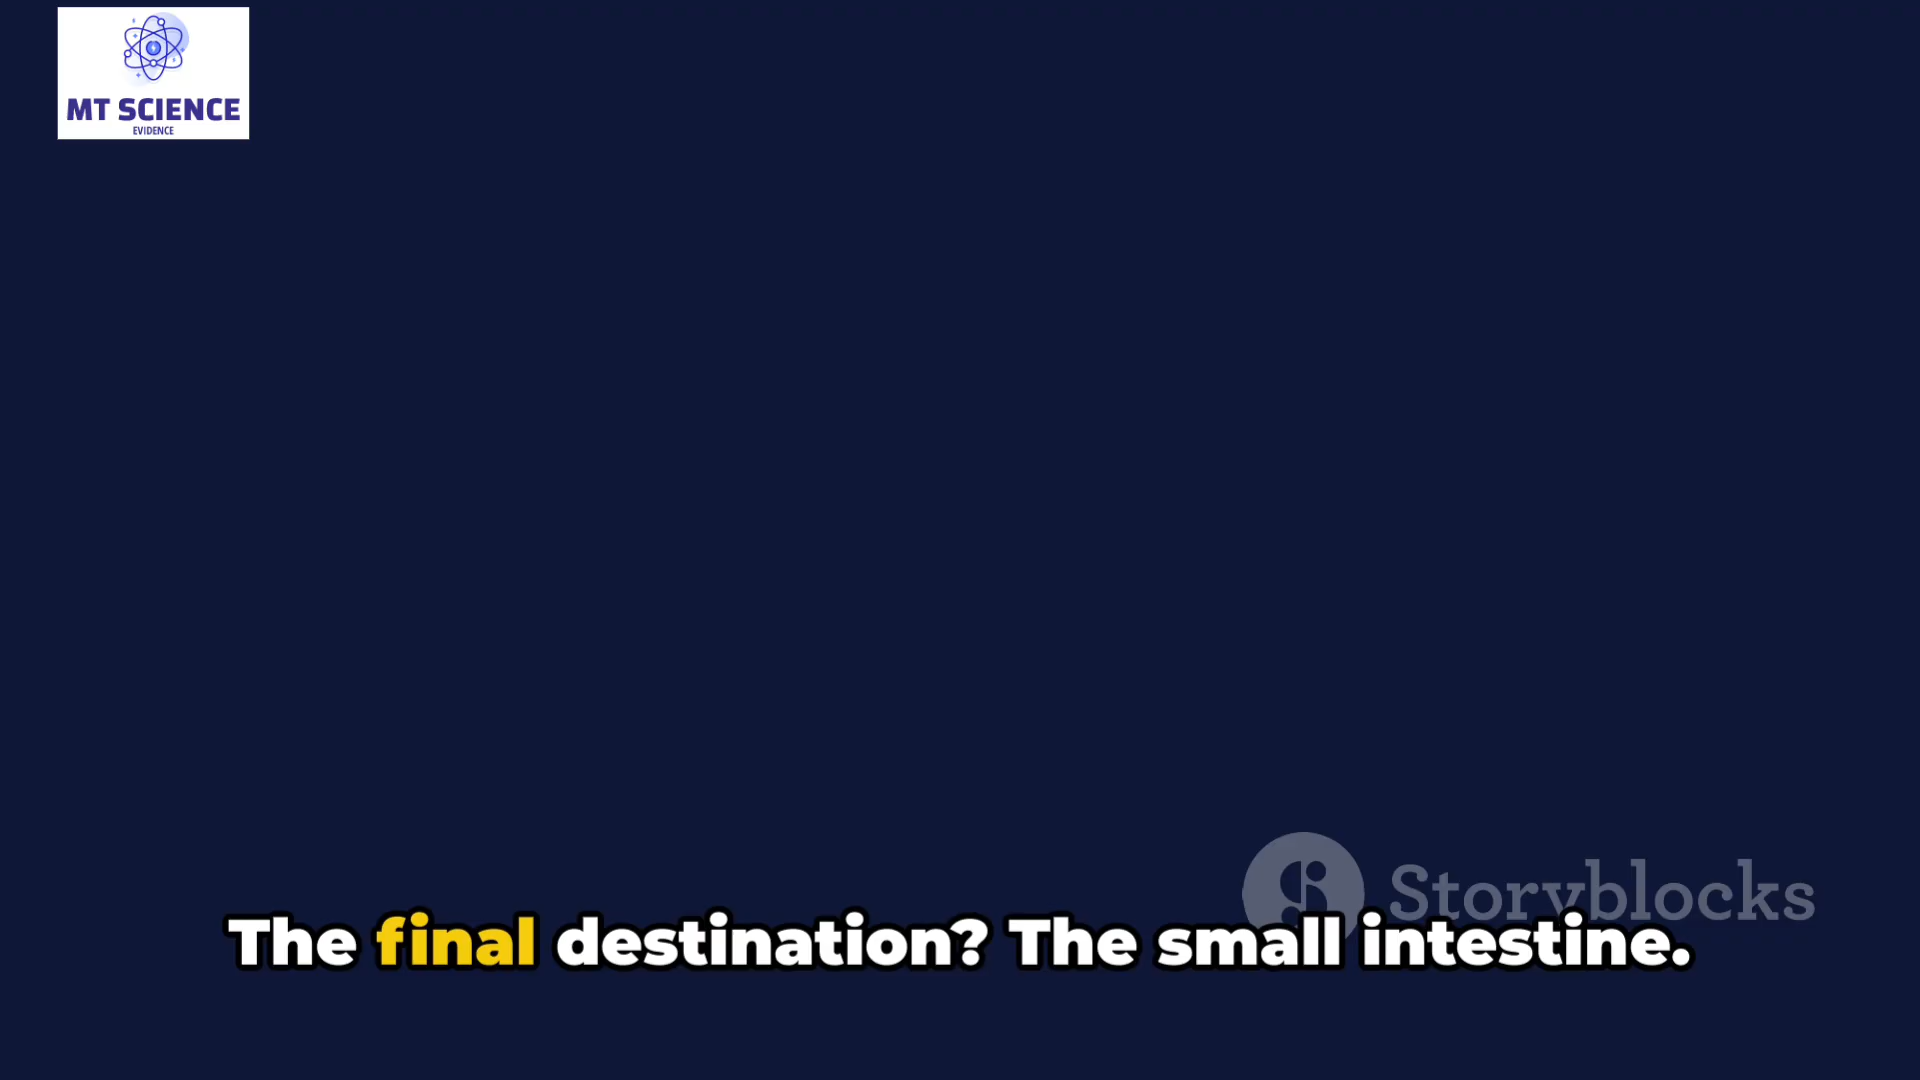 MT SCIENCE
EVIDENCE
Storyblocks
The final destination? The small intestine.